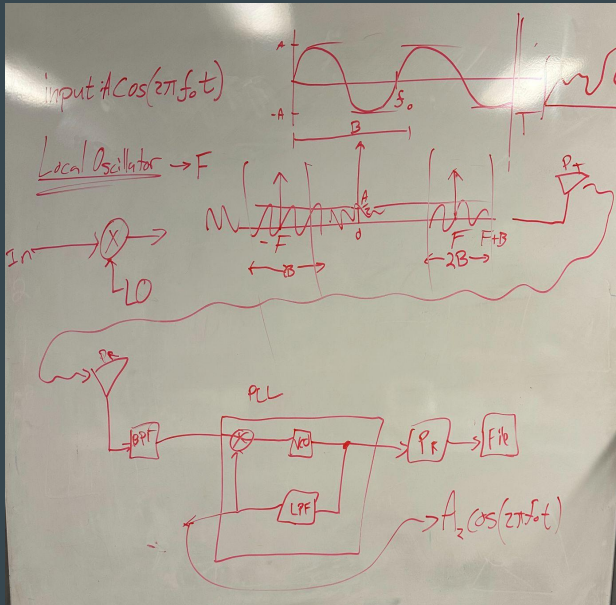 input: A cos(2πf₀t)
A
-A
f₀
B
T
Local Oscillator → F
In
X
LO
-F
A
0
F
F+B
2B
2B
P_T
P_R
BPF
PLL
X
VCO
LPF
P_R
File
A₂ cos(2πf₀t)